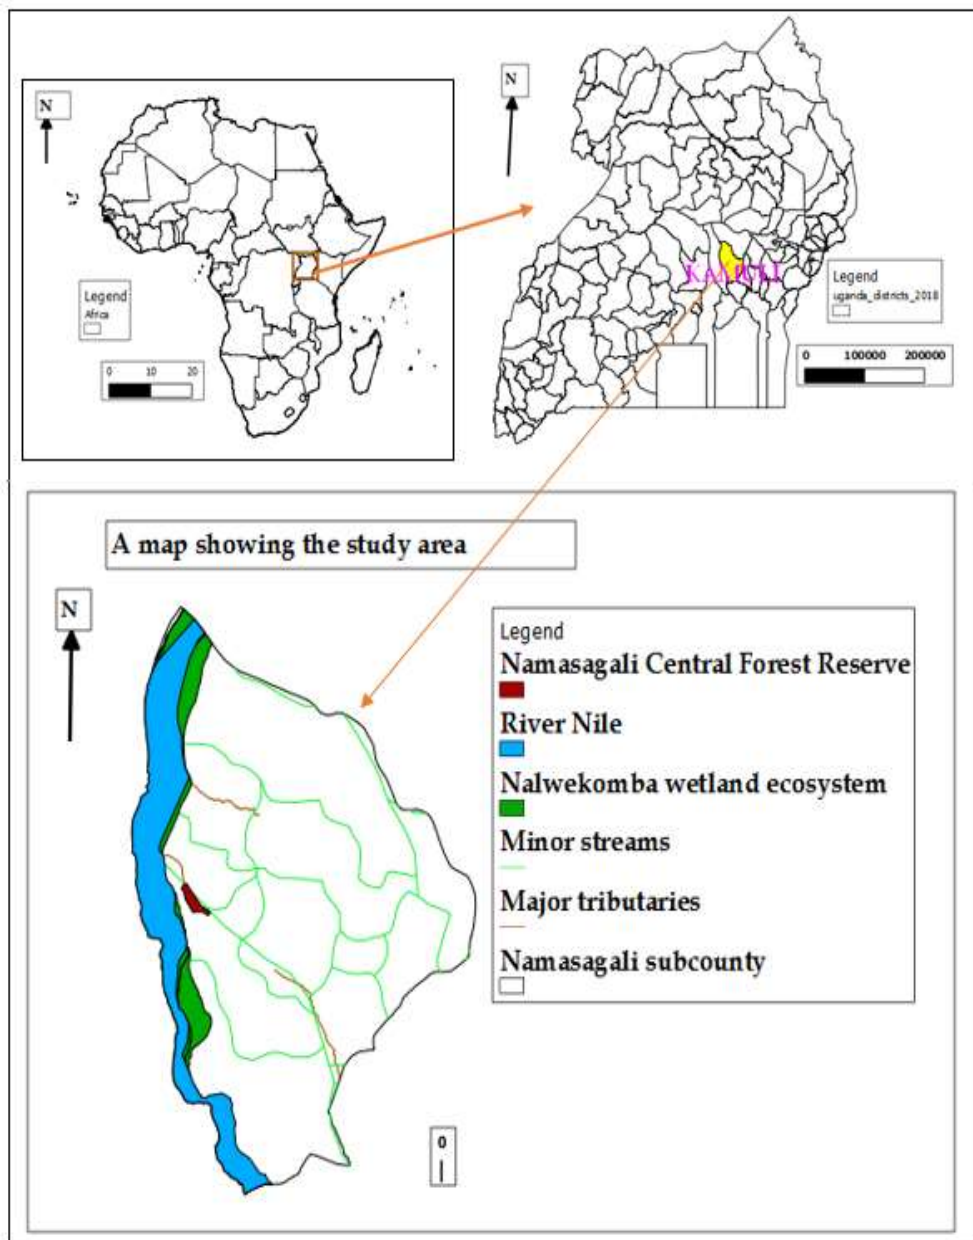 N
Legend
Africa
0 10 20
N
KAMULI
Legend
uganda_districts_2018
0 100000 200000
A map showing the study area
N
Legend
Namasagali Central Forest Reserve
River Nile
Nalwekomba wetland ecosystem
Minor streams
Major tributaries
Namasagali subcounty
0